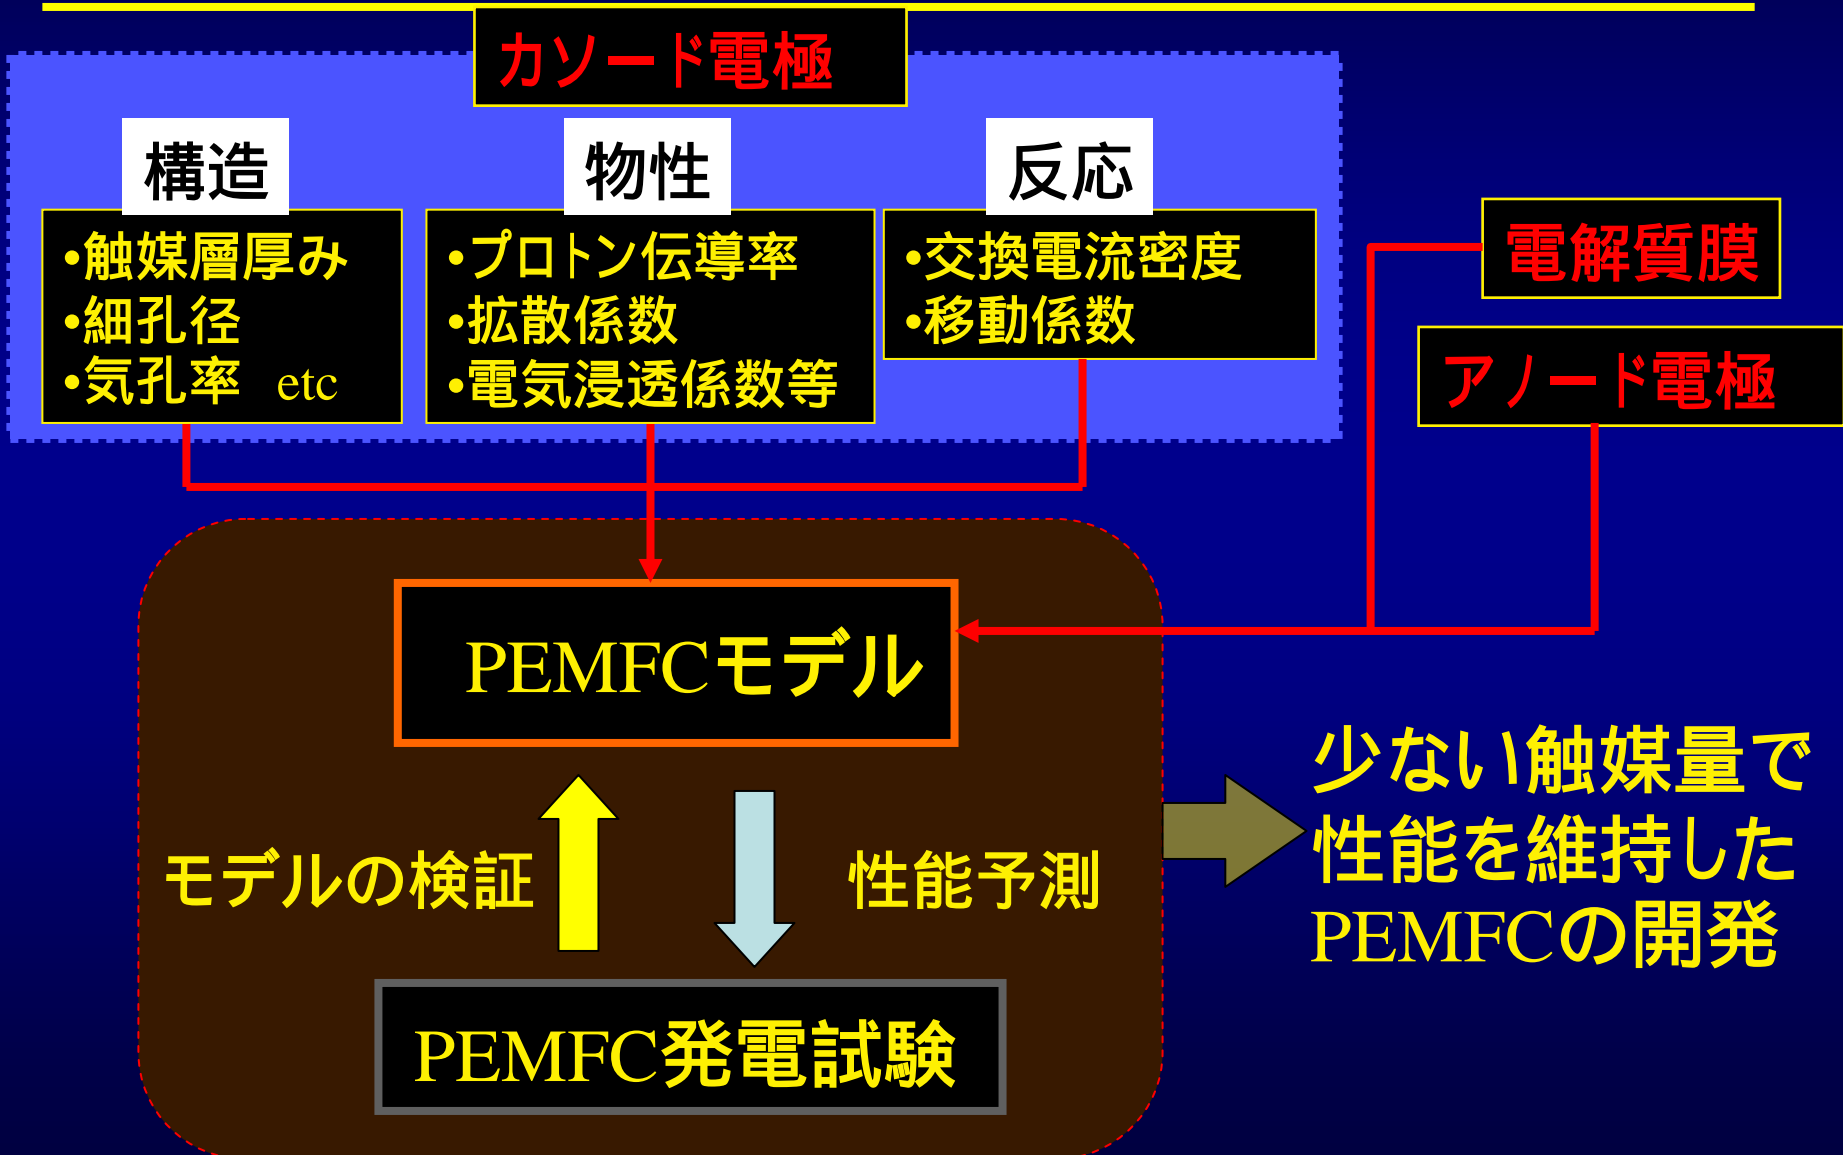 カソード電極
構造
•触媒層厚み
•細孔径
•気孔率 etc
物性
•プロトン伝導率
•拡散係数
•電気浸透係数等
反応
•交換電流密度
•移動係数
電解質膜
アノード電極
PEMFCモデル
モデルの検証
性能予測
PEMFC発電試験
少ない触媒量で
性能を維持した
PEMFCの開発